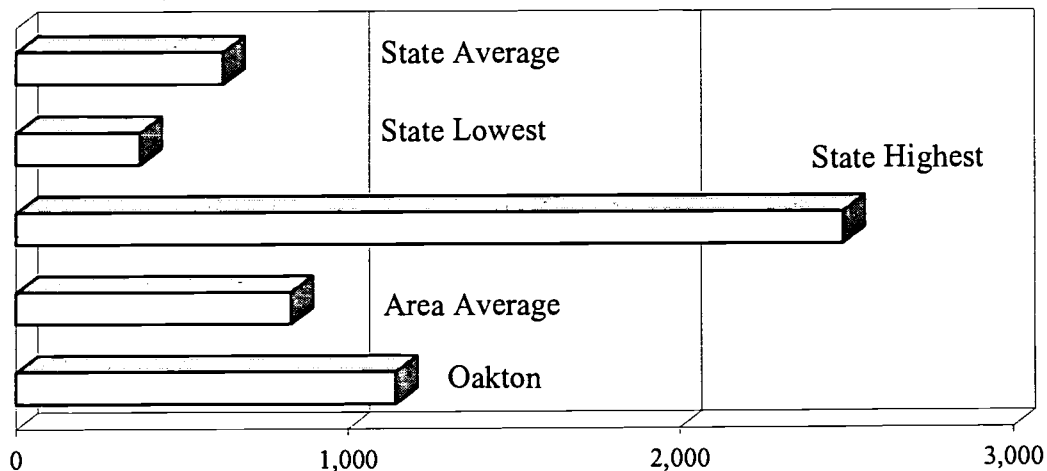 State Average
State Lowest
State Highest
Area Average
Oakton
0 1,000 2,000 3,000